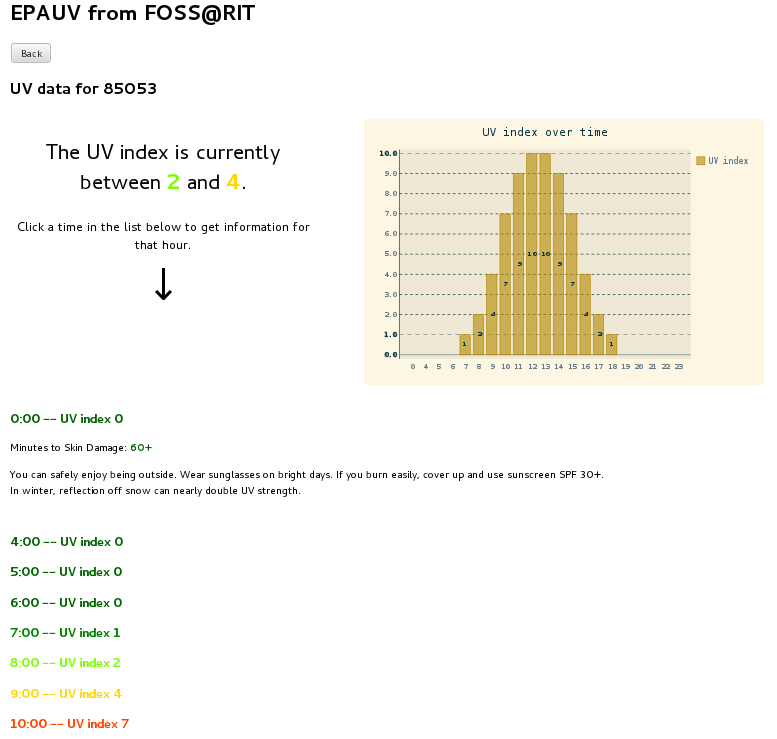 EPAUV from FOSS@RIT
Back
UV data for 85053
The UV index is currently
between 2 and 4.
Click a time in the list below to get information for
that hour.
UV index over time
UV index
10.0
9.0
8.0
7.0
6.0
5.0
4.0
3.0
2.0
1.0
0.0
1 2 4 7 9 10 10 9 7 4 2 1
0 4 5 6 7 8 9 10 11 12 13 14 15 16 17 18 19 20 21 22 23
0:00 -- UV index 0
Minutes to Skin Damage: 60+
You can safely enjoy being outside. Wear sunglasses on bright days. If you burn easily, cover up and use sunscreen SPF 30+.
In winter, reflection off snow can nearly double UV strength.
4:00 -- UV index 0
5:00 -- UV index 0
6:00 -- UV index 0
7:00 -- UV index 1
8:00 -- UV index 2
9:00 -- UV index 4
10:00 -- UV index 7